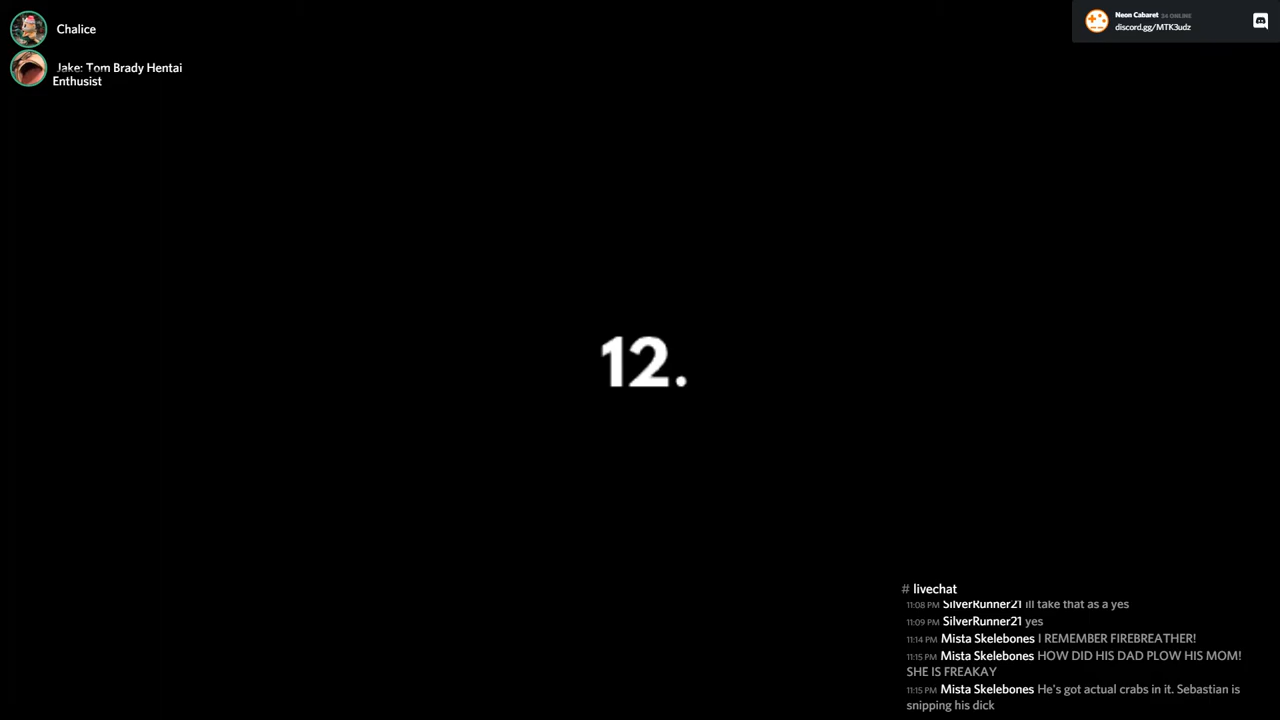 Chalice
Jake: Tom Brady Hentai
Enthusist
Neon Cabaret 34 ONLINE
discord.gg/MTK3udz
12.
# livechat
11:08 PM SilverRunner21 ill take that as a yes
11:09 PM SilverRunner21 yes
11:14 PM Mista Skelebones I REMEMBER FIREBREATHER!
11:15 PM Mista Skelebones HOW DID HIS DAD PLOW HIS MOM!
SHE IS FREAKAY
11:15 PM Mista Skelebones He's got actual crabs in it. Sebastian is
snipping his dick